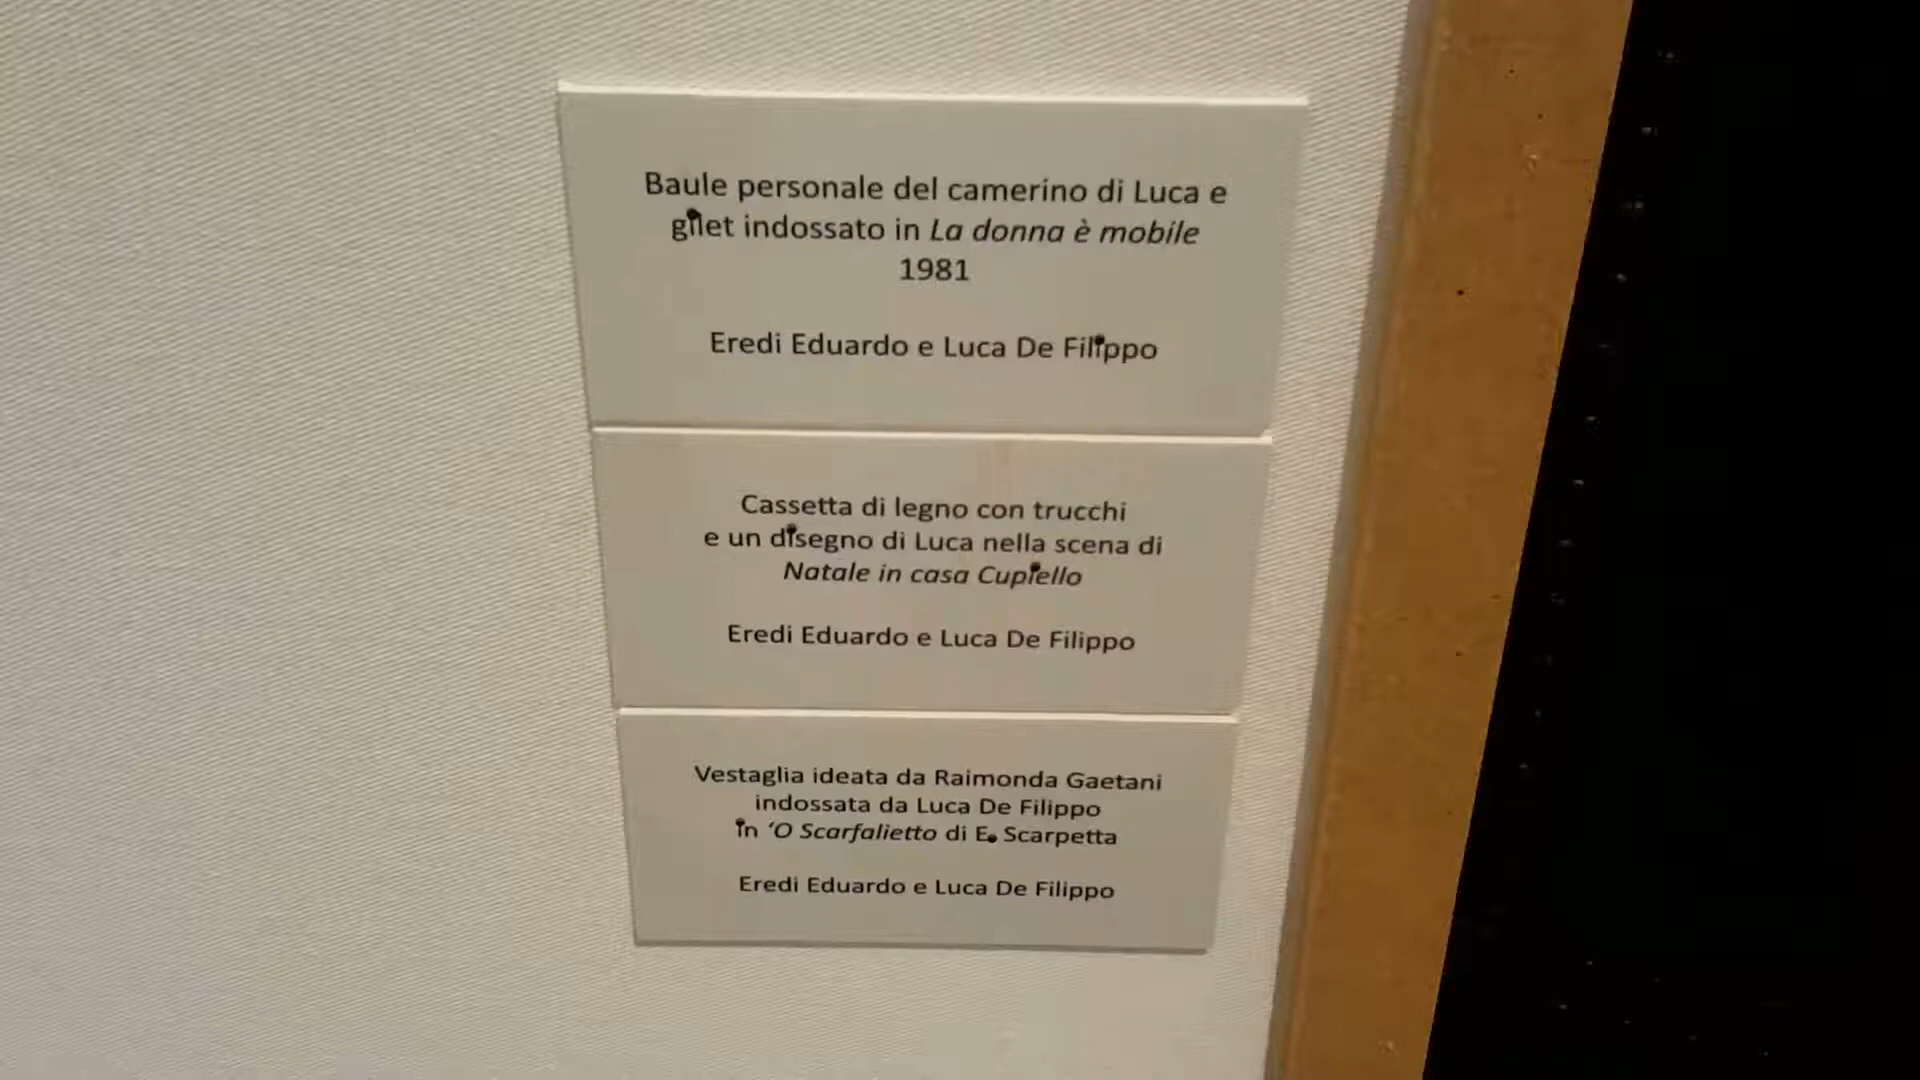 Baule personale del camerino di Luca e
gilet indossato in La donna è mobile
1981
Eredi Eduardo e Luca De Filippo
Cassetta di legno con trucchi
e un disegno di Luca nella scena di
Natale in casa Cupiello
Eredi Eduardo e Luca De Filippo
Vestaglia ideata da Raimonda Gaetani
indossata da Luca De Filippo
in ‘O Scarfalietto di E. Scarpetta
Eredi Eduardo e Luca De Filippo